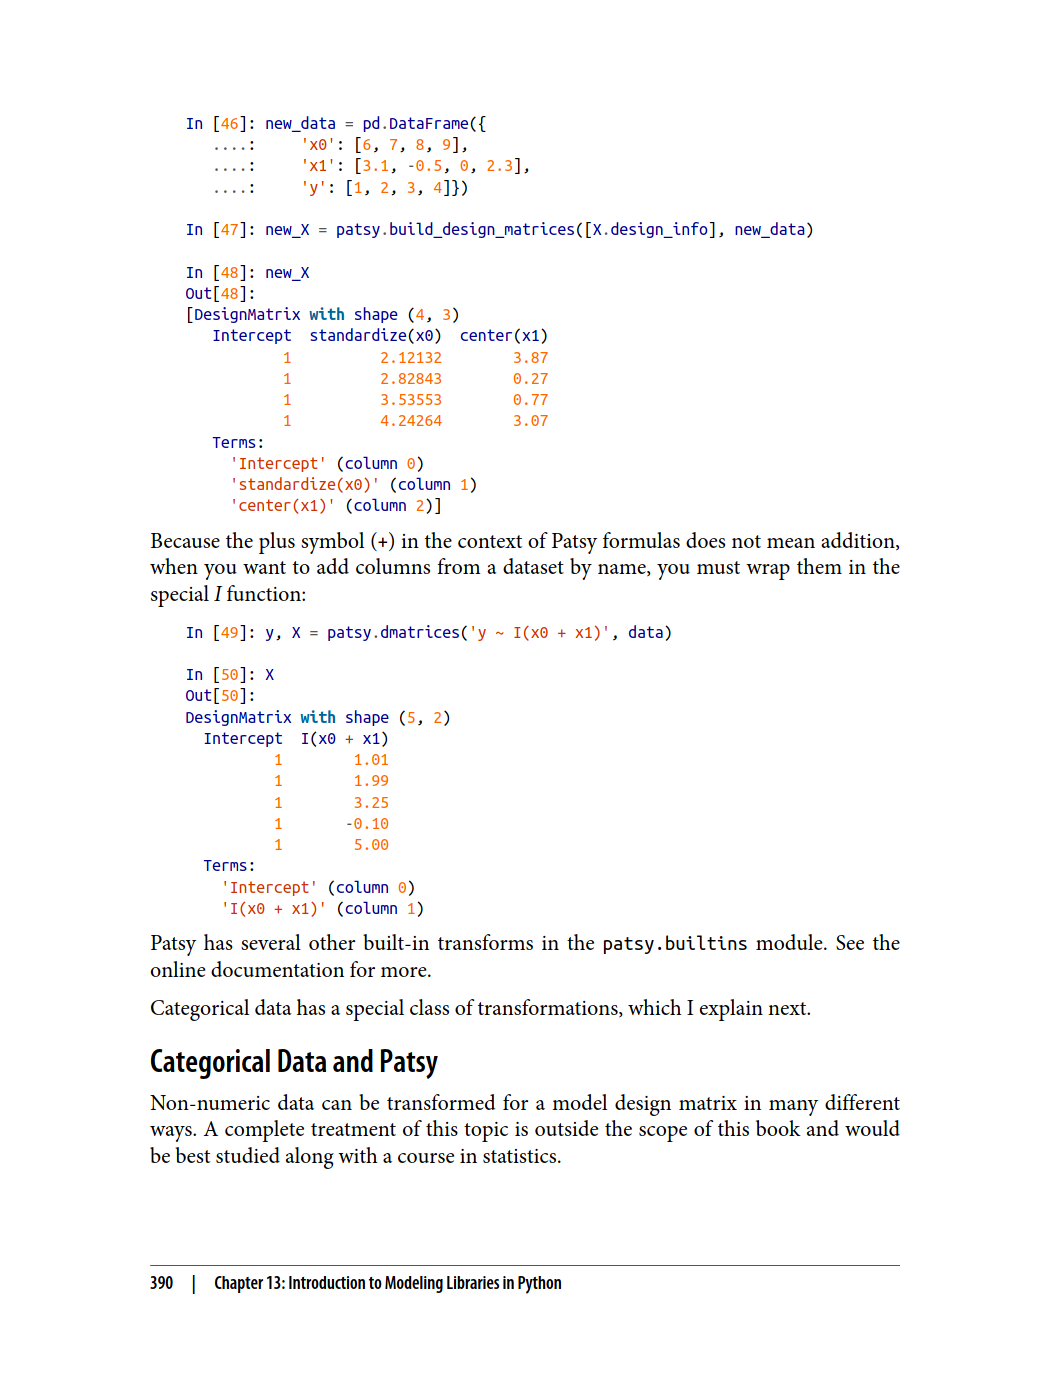 In [46]: new_data = pd.DataFrame({
   ....:     'x0': [6, 7, 8, 9],
   ....:     'x1': [3.1, -0.5, 0, 2.3],
   ....:     'y': [1, 2, 3, 4]})
In [47]: new_X = patsy.build_design_matrices([X.design_info], new_data)
In [48]: new_X
Out[48]:
[DesignMatrix with shape (4, 3)
   Intercept  standardize(x0)  center(x1)
           1          2.12132        3.87
           1          2.82843        0.27
           1          3.53553        0.77
           1          4.24264        3.07
   Terms:
     'Intercept' (column 0)
     'standardize(x0)' (column 1)
     'center(x1)' (column 2)]
Because the plus symbol (+) in the context of Patsy formulas does not mean addition,
when you want to add columns from a dataset by name, you must wrap them in the
special I function:
In [49]: y, X = patsy.dmatrices('y ~ I(x0 + x1)', data)
In [50]: X
Out[50]:
DesignMatrix with shape (5, 2)
  Intercept  I(x0 + x1)
          1        1.01
          1        1.99
          1        3.25
          1       -0.10
          1        5.00
  Terms:
    'Intercept' (column 0)
    'I(x0 + x1)' (column 1)
Patsy has several other built-in transforms in the patsy.builtins module. See the
online documentation for more.
Categorical data has a special class of transformations, which I explain next.
Categorical Data and Patsy
Non-numeric data can be transformed for a model design matrix in many different
ways. A complete treatment of this topic is outside the scope of this book and would
be best studied along with a course in statistics.
390 | Chapter 13: Introduction to Modeling Libraries in Python